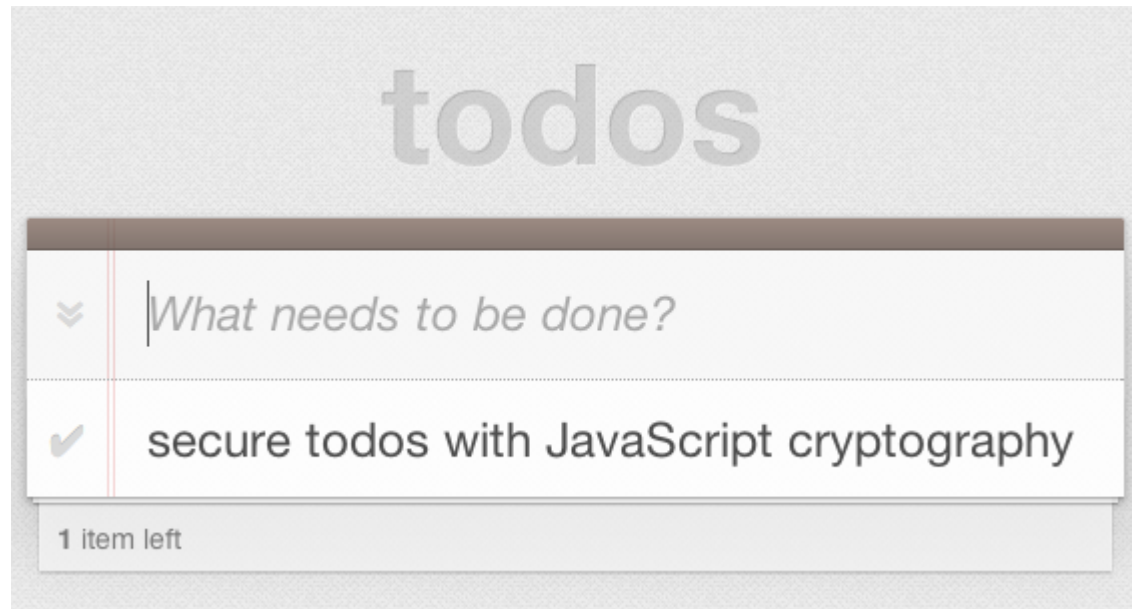 todos
What needs to be done?
secure todos with JavaScript cryptography
1 item left